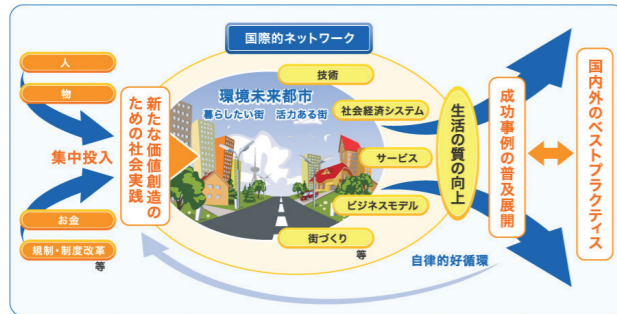 国際的ネットワーク
人
物
集中投入
お金
規制・制度改革
等
新たな価値創造の
ための社会実践
環境未来都市
暮らしたい街　活力ある街
技術
社会経済システム
サービス
ビジネスモデル
街づくり
等
生活の質の向上
成功事例の普及展開
国内外のベストプラクティス
自律的好循環